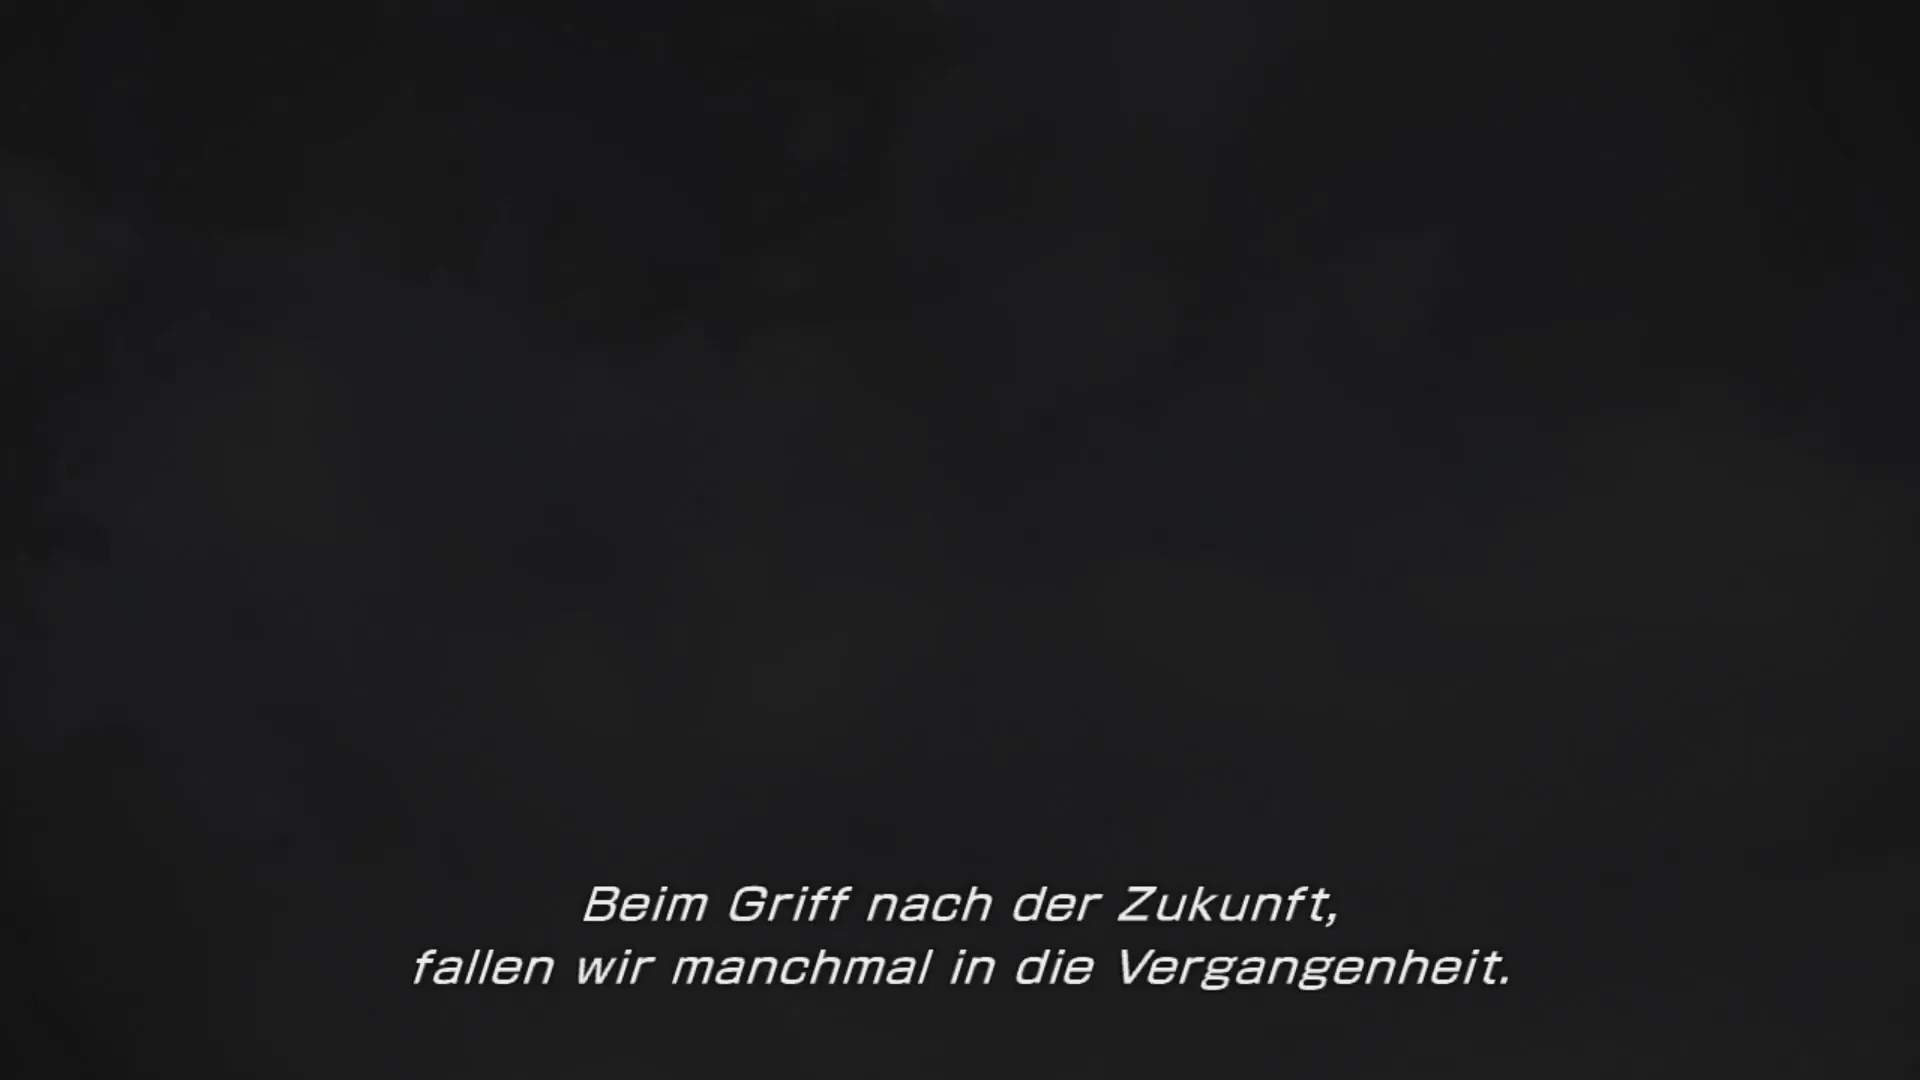 Beim Griff nach der Zukunft,
fallen wir manchmal in die Vergangenheit.